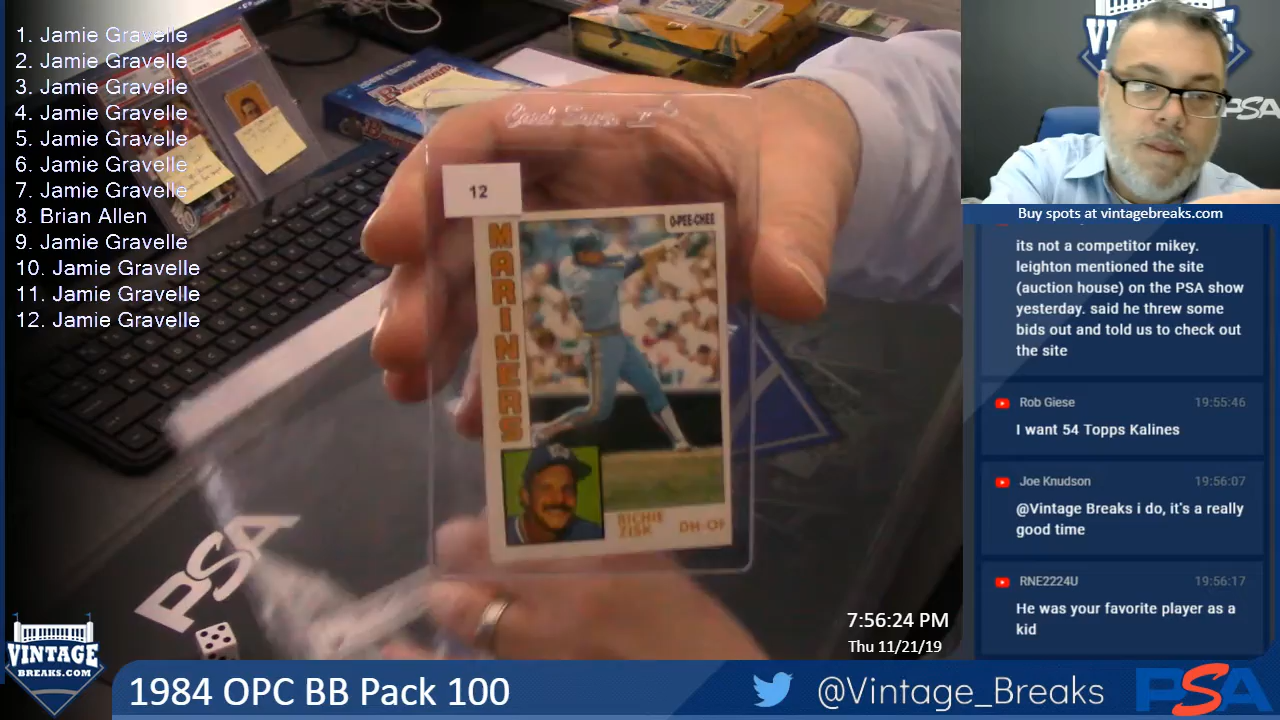 1. Jamie Gravelle
2. Jamie Gravelle
3. Jamie Gravelle
4. Jamie Gravelle
5. Jamie Gravelle
6. Jamie Gravelle
7. Jamie Gravelle
8. Brian Allen
9. Jamie Gravelle
10. Jamie Gravelle
11. Jamie Gravelle
12. Jamie Gravelle
Card Saver II
12
O-PEE-CHEE
MARINERS
RICHIE
ZISK
DH-OF
PSA
VINTAGE
PSA
Buy spots at vintagebreaks.com
its not a competitor mikey.
leighton mentioned the site
(auction house) on the PSA show
yesterday. said he threw some
bids out and told us to check out
the site
Rob Giese 19:55:46
I want 54 Topps Kalines
Joe Knudson 19:56:07
@Vintage Breaks i do, it's a really
good time
RNE2224U 19:56:17
He was your favorite player as a
kid
7:56:24 PM
Thu 11/21/19
VINTAGE
BREAKS.COM
1984 OPC BB Pack 100
@Vintage_Breaks
PSA